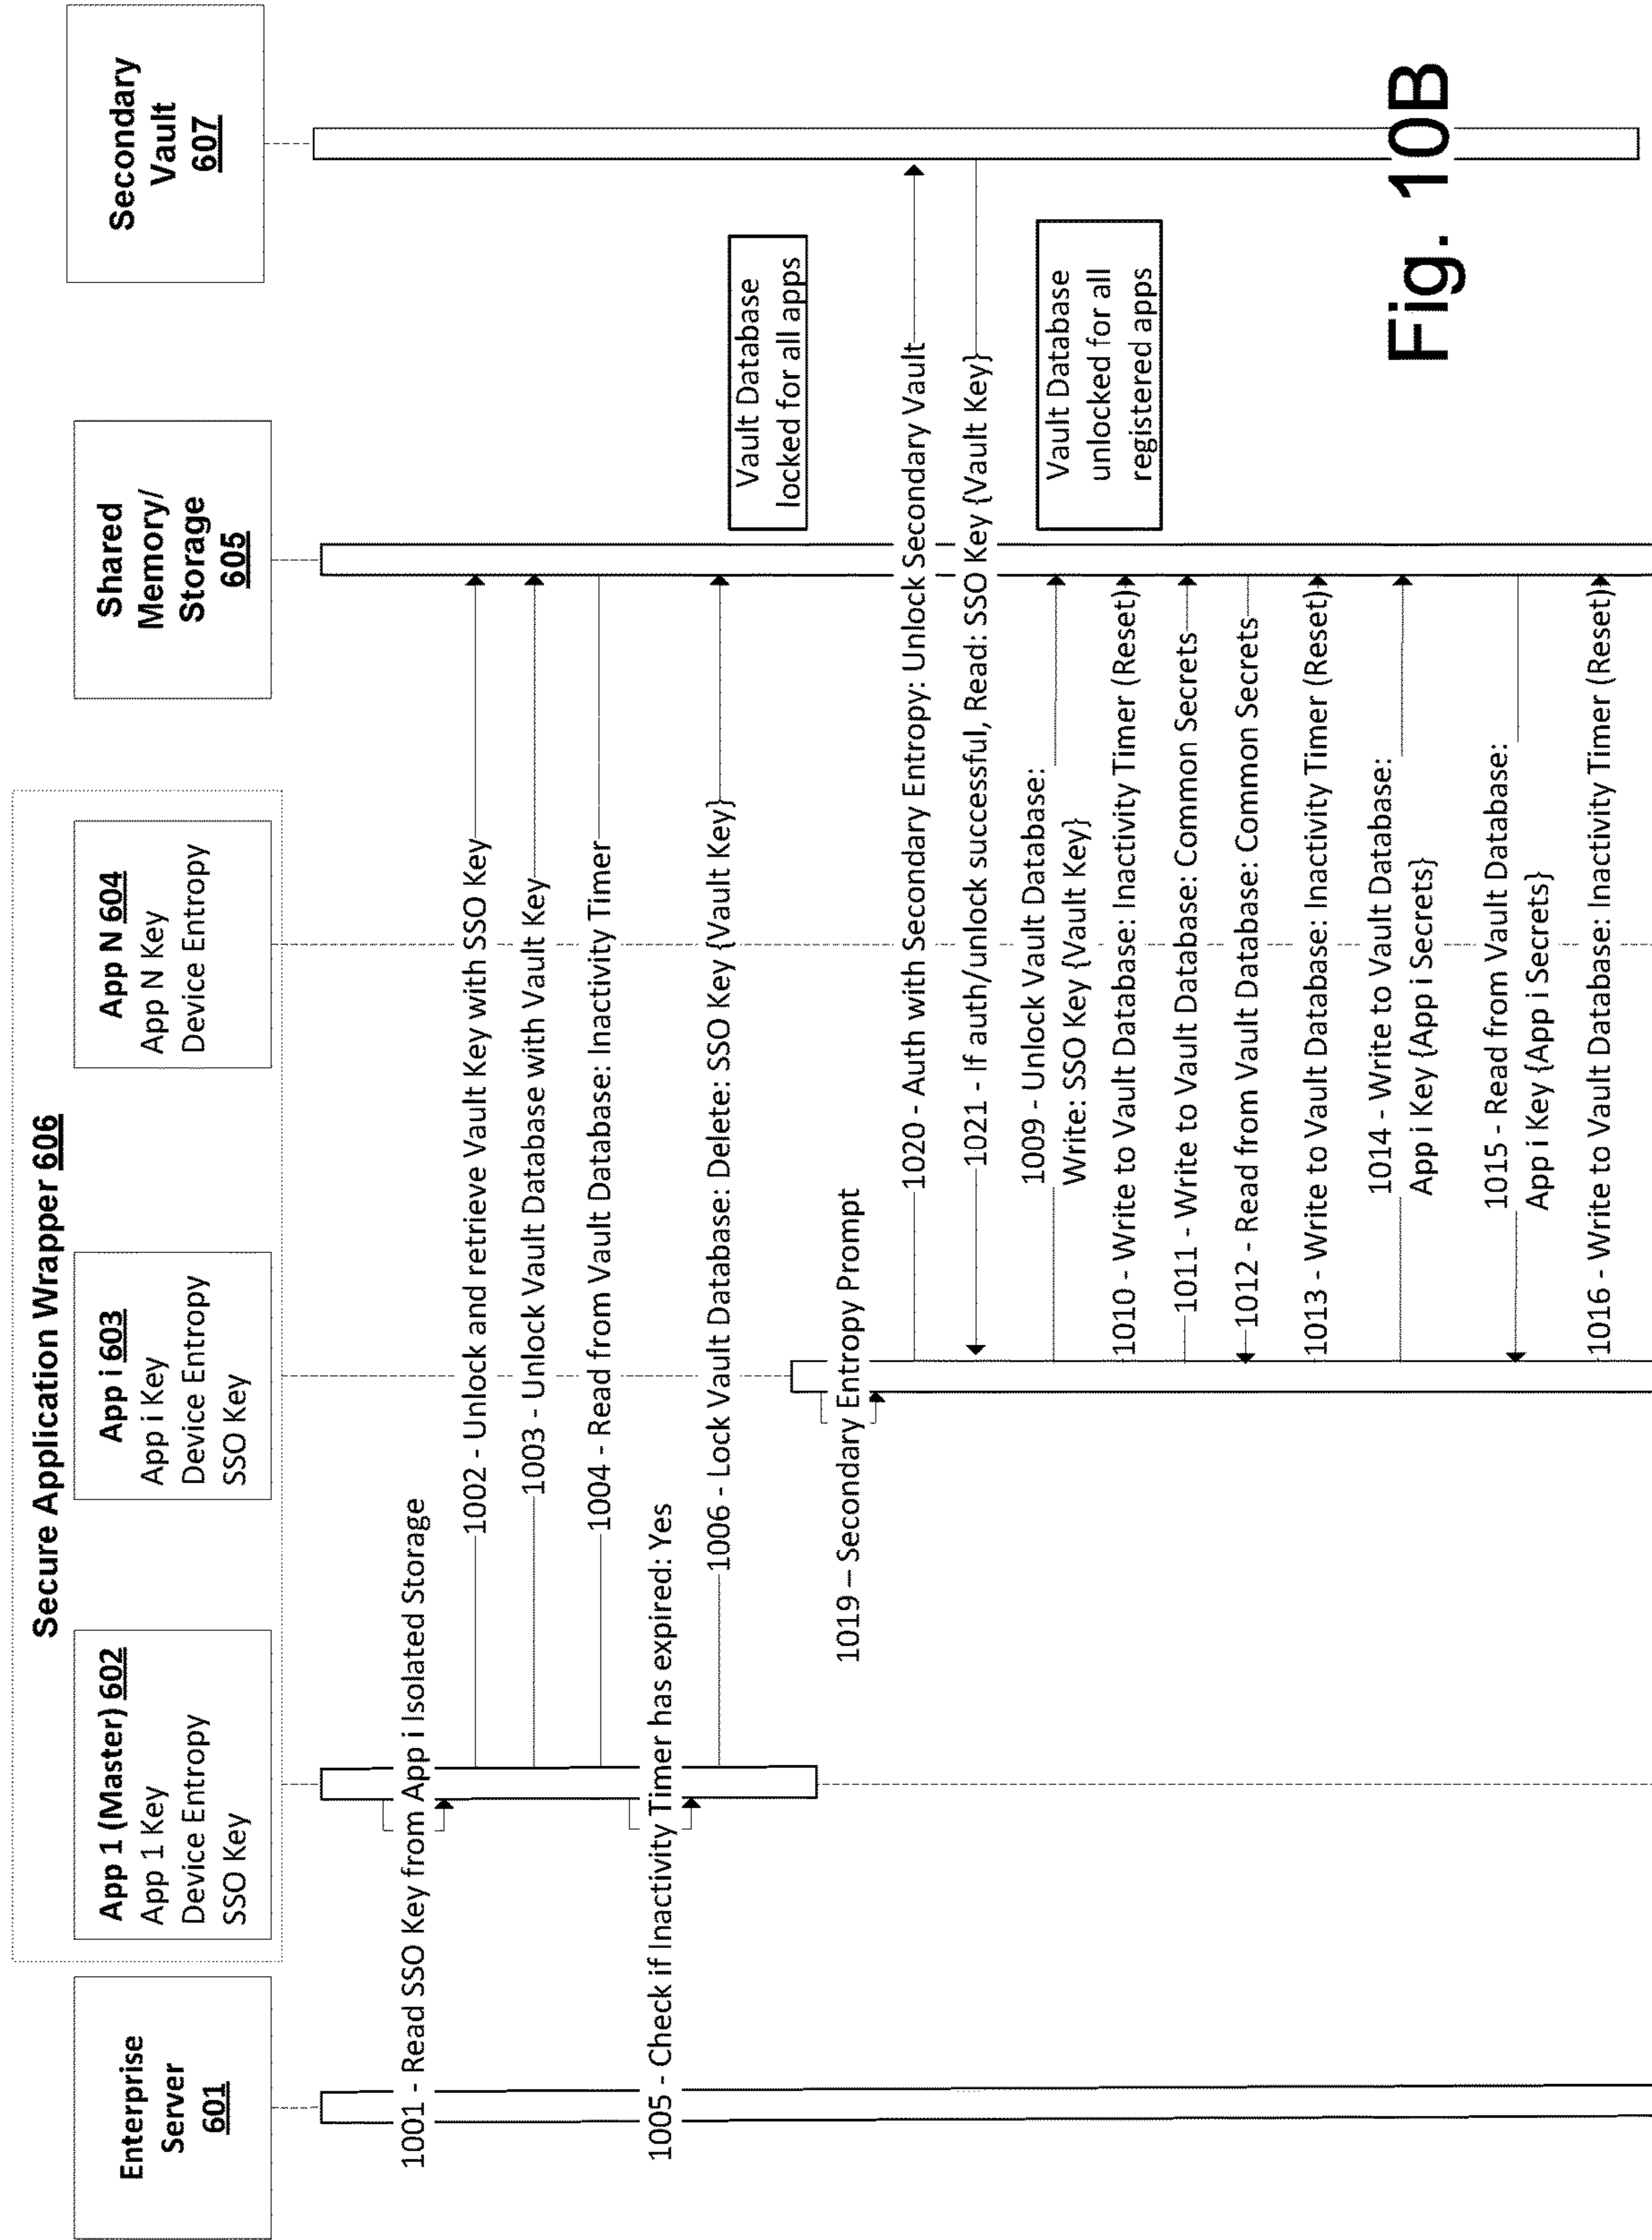 Secure Application Wrapper 606
Enterprise
Server
601
App 1 (Master) 602
App 1 Key
Device Entropy
SSO Key
App i 603
App i Key
Device Entropy
SSO Key
App N 604
App N Key
Device Entropy
Shared
Memory/
Storage
605
Secondary
Vault
607
1001 - Read SSO Key from App i Isolated Storage
1002 - Unlock and retrieve Vault Key with SSO Key
1003 - Unlock Vault Database with Vault Key
1004 - Read from Vault Database: Inactivity Timer
1005 - Check if Inactivity Timer has expired: Yes
1006 - Lock Vault Database: Delete: SSO Key {Vault Key}
Vault Database
locked for all apps
1019 – Secondary Entropy Prompt
1020 - Auth with Secondary Entropy: Unlock Secondary Vault
1021 - If auth/unlock successful, Read: SSO Key {Vault Key}
1009 - Unlock Vault Database:
Write: SSO Key {Vault Key}
Vault Database
unlocked for all
registered apps
1010 - Write to Vault Database: Inactivity Timer (Reset)
1011 - Write to Vault Database: Common Secrets
1012 - Read from Vault Database: Common Secrets
1013 - Write to Vault Database: Inactivity Timer (Reset)
1014 - Write to Vault Database:
App i Key {App i Secrets}
1015 - Read from Vault Database:
App i Key {App i Secrets}
1016 - Write to Vault Database: Inactivity Timer (Reset)
Fig. 10B